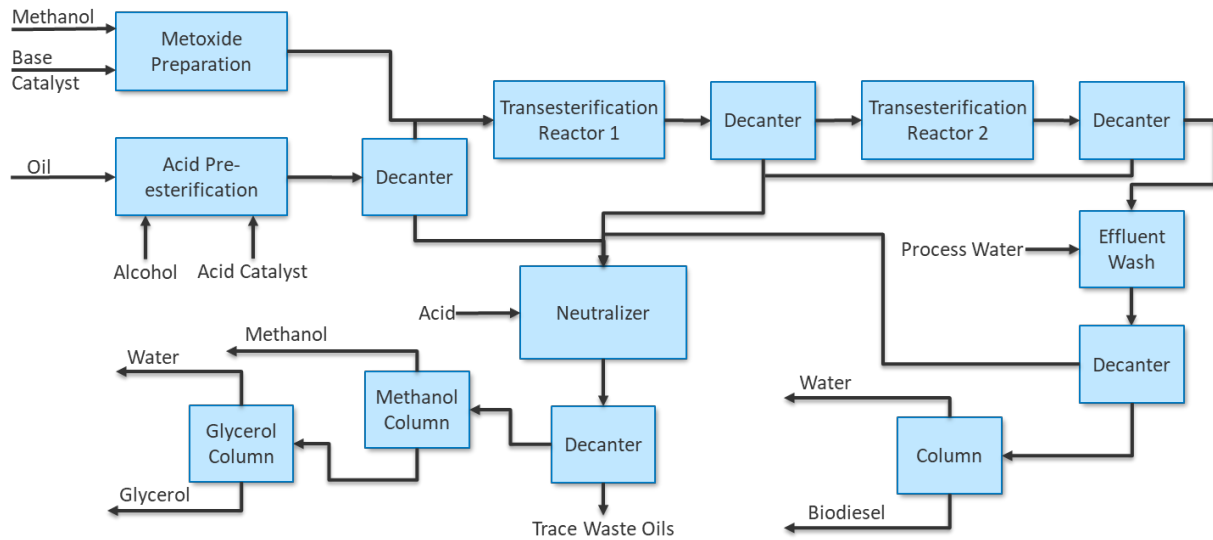 Methanol
Base
Catalyst
Metoxide
Preparation
Transesterification
Reactor 1
Decanter
Transesterification
Reactor 2
Decanter
Oil
Acid Pre-
esterification
Decanter
Alcohol
Acid Catalyst
Process Water
Effluent
Wash
Acid
Neutralizer
Decanter
Methanol
Water
Methanol
Column
Glycerol
Column
Decanter
Glycerol
Trace Waste Oils
Water
Column
Biodiesel